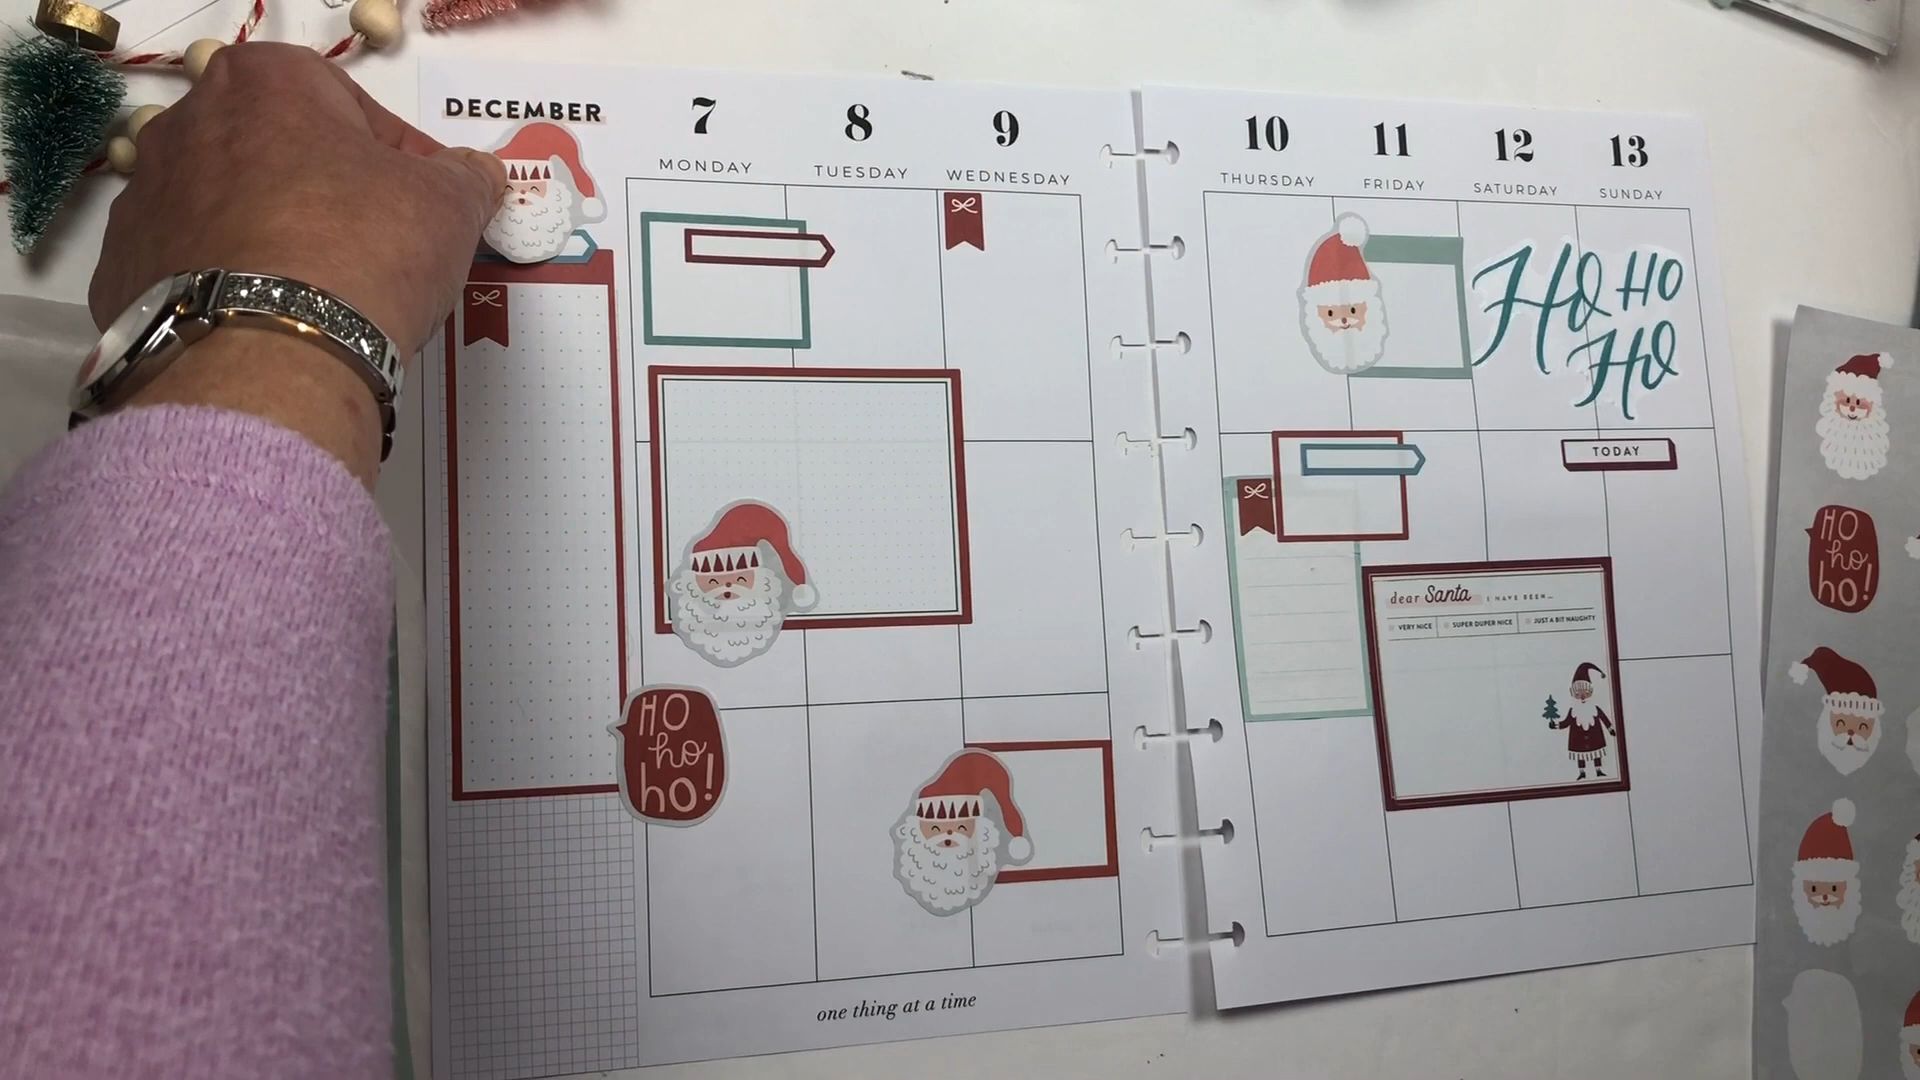 DECEMBER
7
MONDAY
8
TUESDAY
9
WEDNESDAY
10
THURSDAY
11
FRIDAY
12
SATURDAY
13
SUNDAY
HO HO
HO
TODAY
dear Santa I HAVE BEEN...
VERY NICE
SUPER DUPER NICE
JUST A BIT NAUGHTY
HO
ho,
ho!
one thing at a time
HO
ho
ho!